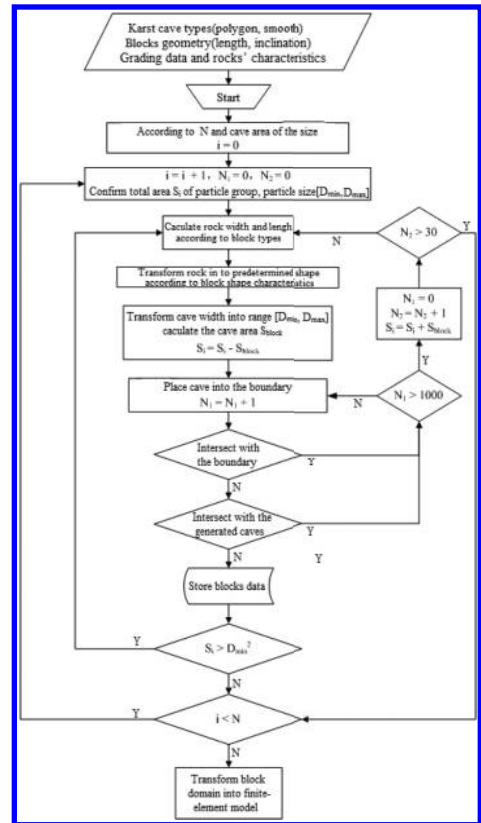 Karst cave types(polygon, smooth)
Blocks geometry(length, inclination)
Grading data and rocks' characteristics
Start
According to N and cave area of the size
i = 0
i = i + 1, N₁=0, N₂=0
Confirm total area Sᵢ of particle group, particle size[Dmin,Dmax]
Caculate rock width and lengh
according to block types
N₂ > 30
Y
N
Transform rock in to predetermined shape
according to block shape characteristics
N₁ = 0
N₂ = N₂ + 1
Sᵢ = Sᵢ + Sblock
Transform cave width into range [Dmin, Dmax]
caculate the cave area Sblock
Sᵢ = Sᵢ - Sblock
Y
Place cave into the boundary
N₁ = N₁ + 1
N
N₁ > 1000
Intersect with
the boundary
Y
N
Intersect with the
generated caves
Y
N
Y
Store blocks data
Y
Sᵢ > Dmin²
N
Y
i < N
N
Transform block
domain into finite-
element model